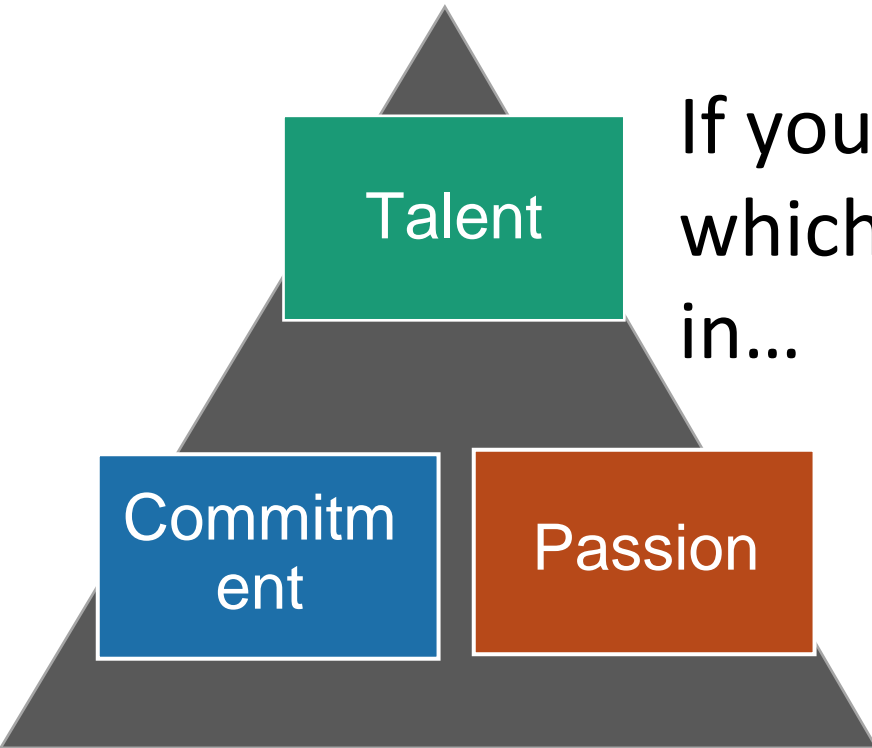 Talent
If you
which
in...
Commitm
ent
Passion